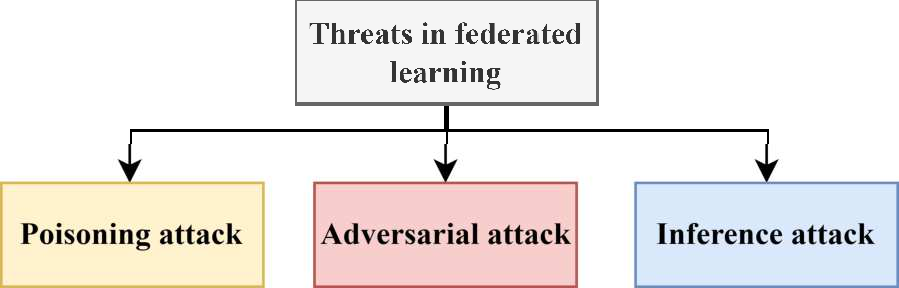 Threats in federated
learning
Poisoning attack
Adversarial attack
Inference attack